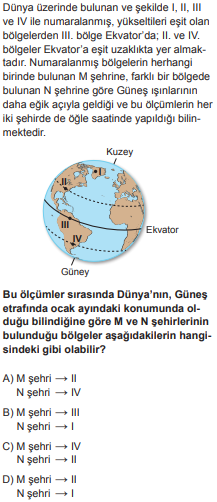 Dünya üzerinde bulunan ve şekilde I, II, III
ve IV ile numaralanmış, yükseltileri eşit olan
bölgelerden III. bölge Ekvator'da; II. ve IV.
bölgeler Ekvator'a eşit uzaklıkta yer almak-
tadır. Numaralanmış bölgelerin herhangi
birinde bulunan M şehrine, farklı bir bölgede
bulunan N şehrine göre Güneş ışınlarının
daha eğik açıyla geldiği ve bu ölçümlerin her
iki şehirde de öğle saatinde yapıldığı bilin-
mektedir.
Kuzey
I
II
Ekvator
III
IV
Güney
Bu ölçümler sırasında Dünya'nın, Güneş
etrafında ocak ayındaki konumunda ol-
duğu bilindiğine göre M ve N şehirlerinin
bulunduğu bölgeler aşağıdakilerin hangi-
sindeki gibi olabilir?
A) M şehri → II
N şehri → IV
B) M şehri → III
N şehri → I
C) M şehri → IV
N şehri → II
D) M şehri → II
N şehri → I